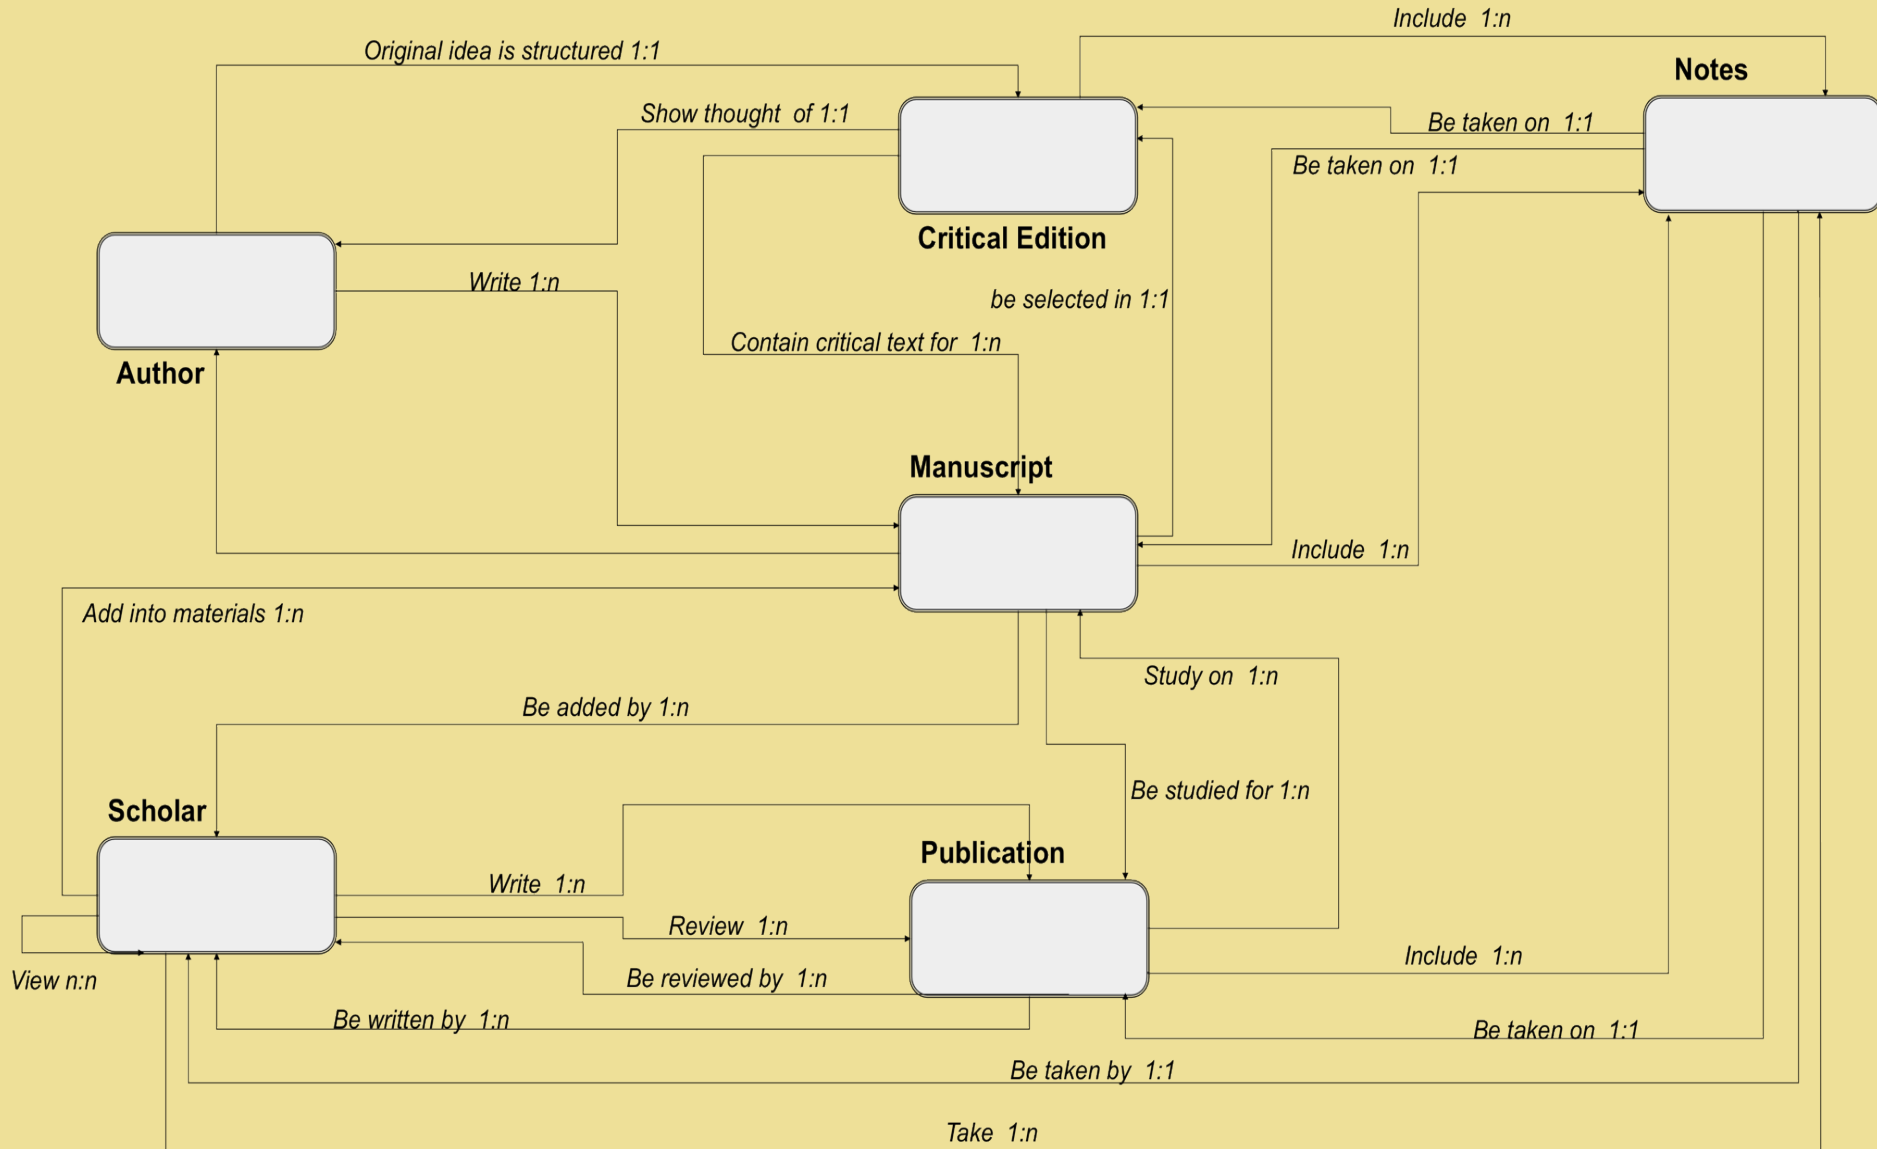 Include  1:n
Original idea is structured 1:1
Notes
Show thought  of 1:1
Be taken on  1:1
Be taken on  1:1
Critical Edition
Write 1:n
be selected in 1:1
Contain critical text for  1:n
Author
Manuscript
Include  1:n
Add into materials 1:n
Study on  1:n
Be added by 1:n
Be studied for 1:n
Scholar
Publication
Write  1:n
Review  1:n
Include  1:n
View n:n
Be reviewed by  1:n
Be written by  1:n
Be taken on  1:1
Be taken by  1:1
Take  1:n